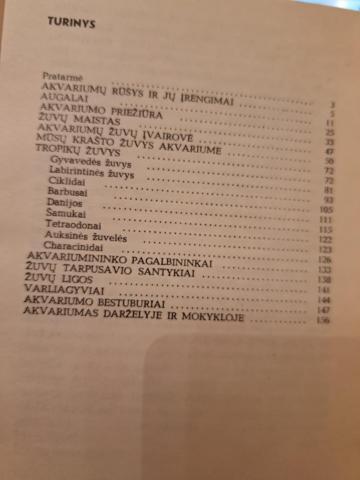 TURINYS
Pratarmė 3
AKVARIUMŲ RŪŠYS IR JŲ ĮRENGIMAI 5
AUGALAI 11
AKVARIUMO PRIEŽIŪRA 25
ŽUVŲ MAISTAS 33
AKVARIUMŲ ŽUVŲ ĮVAIROVĖ 47
MŪSŲ KRAŠTO ŽUVYS AKVARIUME 50
TROPIKŲ ŽUVYS 72
Gyvavedės žuvys 72
Labirintinės žuvys 81
Ciklidai 93
Barbusai 105
Danijos 111
Šamukai 115
Tetraodonai 122
Auksinės žuvelės 123
Characinidai 126
AKVARIUMININKO PAGALBININKAI 133
ŽUVŲ TARPUSAVIO SANTYKIAI 138
ŽUVŲ LIGOS 141
VARLIAGYVIAI 144
AKVARIUMO BESTUBURIAI 147
AKVARIUMAS DARŽELYJE IR MOKYKLOJE 156